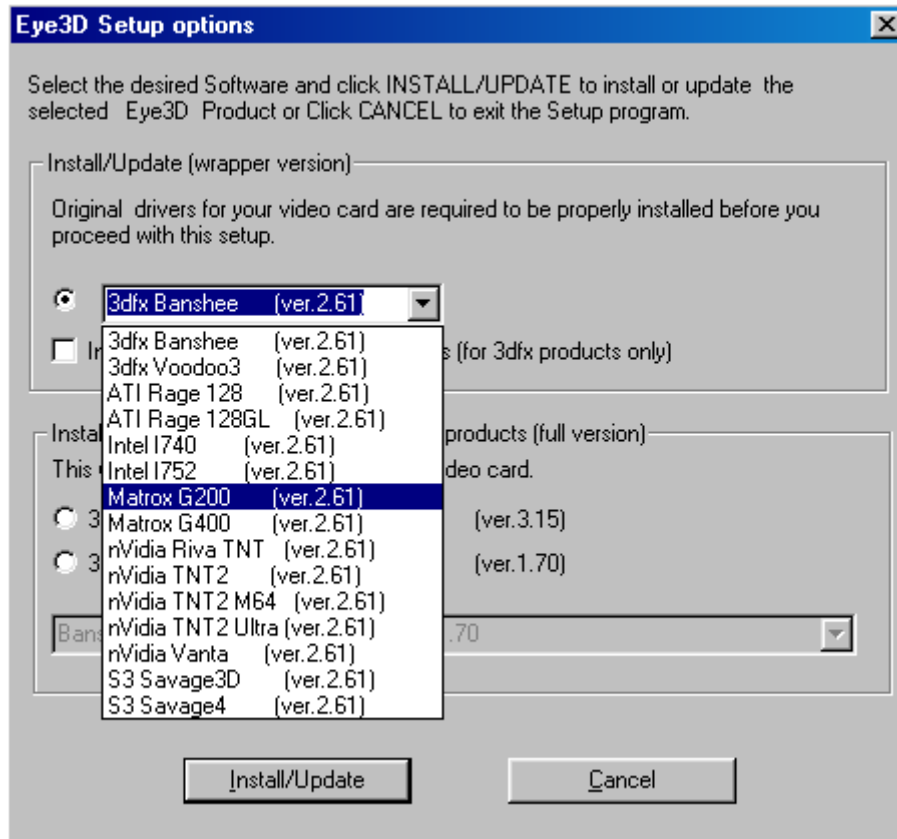 Eye3D Setup options
Select the desired Software and click INSTALL/UPDATE to install or update the
selected Eye3D Product or Click CANCEL to exit the Setup program.
Install/Update (wrapper version)
Original drivers for your video card are required to be properly installed before you
proceed with this setup.
3dfx Banshee (ver.2.61)
3dfx Banshee (ver.2.61)
(for 3dfx products only)
3dfx Voodoo3 (ver.2.61)
ATI Rage 128 (ver.2.61)
ATI Rage 128GL (ver.2.61)
products (full version)
Intel I740 (ver.2.61)
This Intel I752 (ver.2.61) video card.
Matrox G200 (ver.2.61)
3 Matrox G400 (ver.2.61) (ver.3.15)
nVidia Riva TNT (ver.2.61)
3 nVidia TNT2 (ver.2.61) (ver.1.70)
nVidia TNT2 M64 (ver.2.61)
nVidia TNT2 Ultra (ver.2.61) .70
nVidia Vanta (ver.2.61)
S3 Savage3D (ver.2.61)
S3 Savage4 (ver.2.61)
Install/Update Cancel